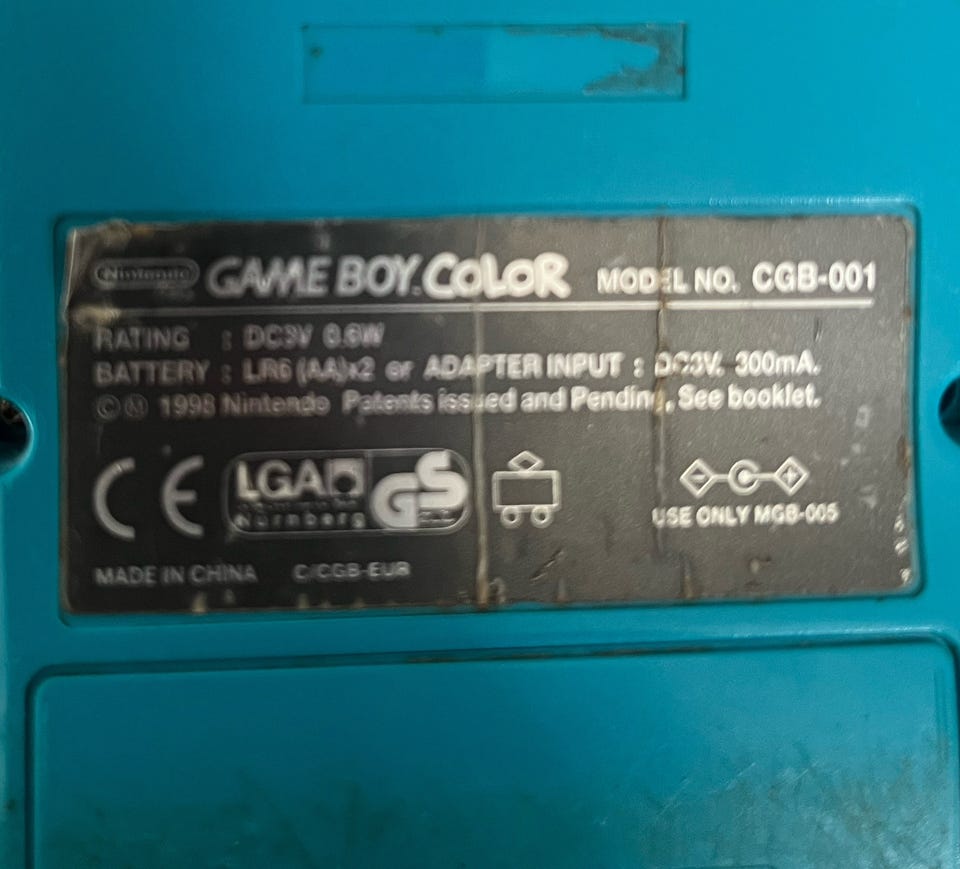 Nintendo GAME BOY COLOR MODEL NO. CGB-001
RATING : DC3V 0.6W
BATTERY : LR6 (AA)x2 or ADAPTER INPUT : DC3V, 300mA.
©Ⓜ 1998 Nintendo Patents issued and Pending, See booklet.
CE LGA GS
Nürnberg
USE ONLY MGB-005
MADE IN CHINA C/CGB-EUR